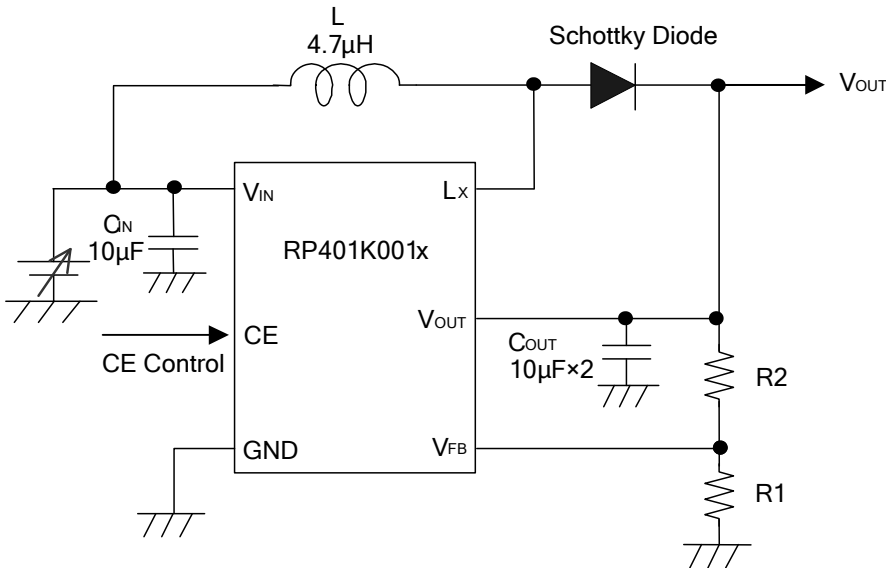 L
4.7µH
Schottky Diode
VOUT
VIN
LX
CIN
10µF
RP401K001x
VOUT
CE
COUT
10µF×2
CE Control
R2
GND
VFB
R1